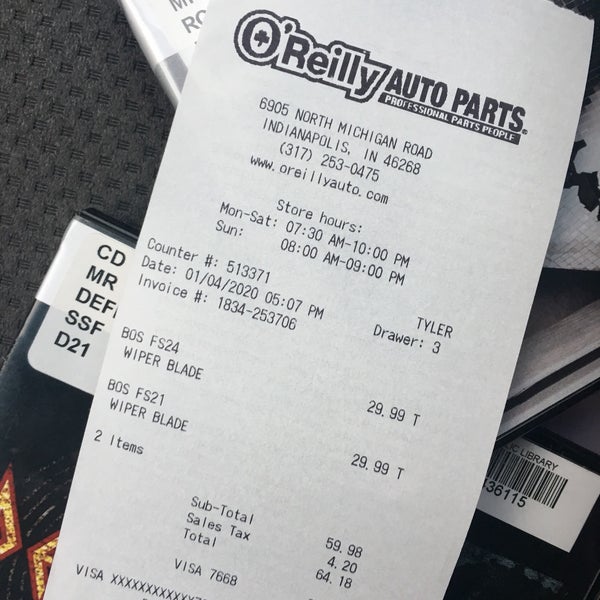 O'Reilly AUTO PARTS®
PROFESSIONAL PARTS PEOPLE
6905 NORTH MICHIGAN ROAD
INDIANAPOLIS, IN 46268
(317) 253-0475
www.oreillyauto.com
Store hours:
Mon-Sat: 07:30 AM-10:00 PM
Sun: 08:00 AM-09:00 PM
Counter #: 513371
Date: 01/04/2020 05:07 PM TYLER
Invoice #: 1834-253706 Drawer: 3
BOS FS24
WIPER BLADE 29.99 T
BOS FS21
WIPER BLADE 29.99 T
2 Items
Sub-Total 59.98
Sales Tax 4.20
Total 64.18
VISA 7668
VISA
CD
MR
DEF
SSF
D21
LIBRARY
36115